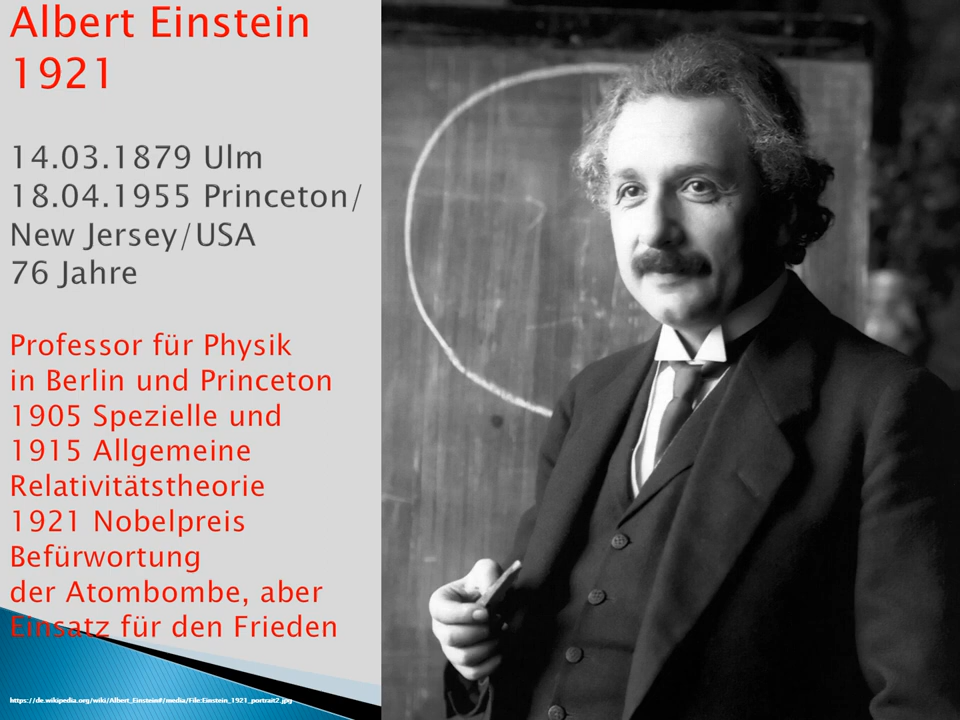 Albert Einstein
1921
14.03.1879 Ulm
18.04.1955 Princeton/
New Jersey/USA
76 Jahre
Professor für Physik
in Berlin und Princeton
1905 Spezielle und
1915 Allgemeine
Relativitätstheorie
1921 Nobelpreis
Befürwortung
der Atombombe, aber
Einsatz für den Frieden
https://de.wikipedia.org/wiki/Albert_Einstein#/media/File:Einstein_1921_portrait2.jpg